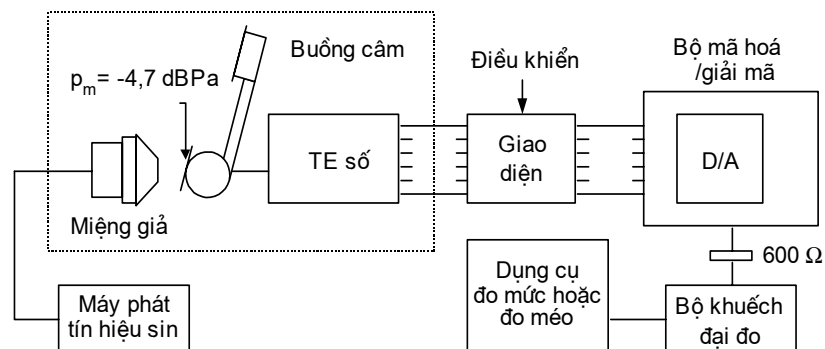 Buồng câm
pm= -4,7 dBPa
Miệng giả
TE số
Điều khiển
Giao
diện
Bộ mã hoá
/giải mã
D/A
600 Ω
Máy phát
tín hiệu sin
Dụng cụ
đo mức hoặc
đo méo
Bộ khuếch
đại đo